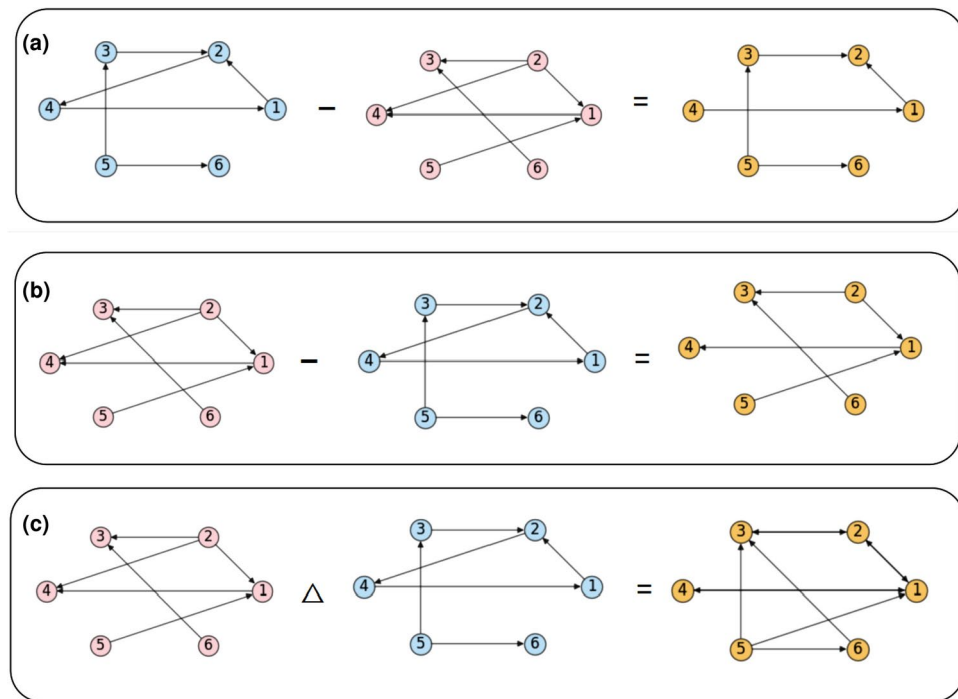 (a)
3 2 4 1 5 6 − 3 2 4 1 5 6 = 3 2 4 1 5 6
(b)
3 2 4 1 5 6 − 3 2 4 1 5 6 = 3 2 4 1 5 6
(c)
3 2 4 1 5 6 △ 3 2 4 1 5 6 = 3 2 4 1 5 6